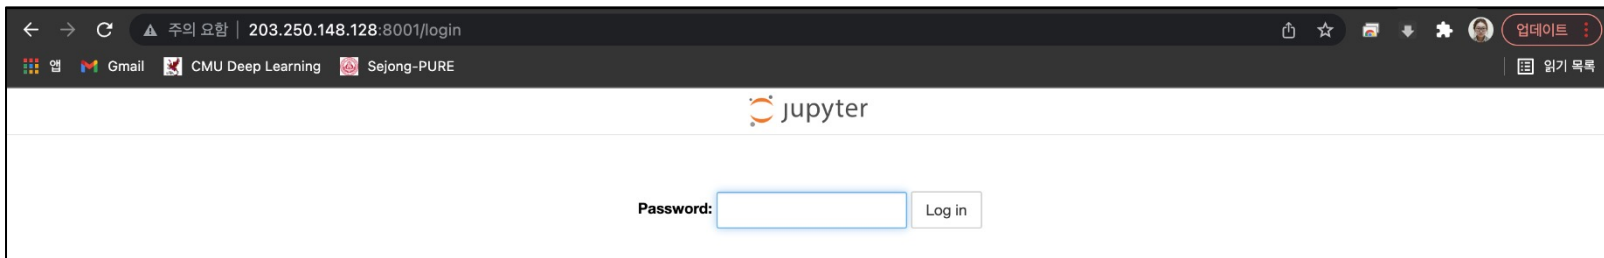 주의 요함 | 203.250.148.128:8001/login 업데이트
앱 Gmail CMU Deep Learning Sejong-PURE 읽기 목록
jupyter
Password: Log in